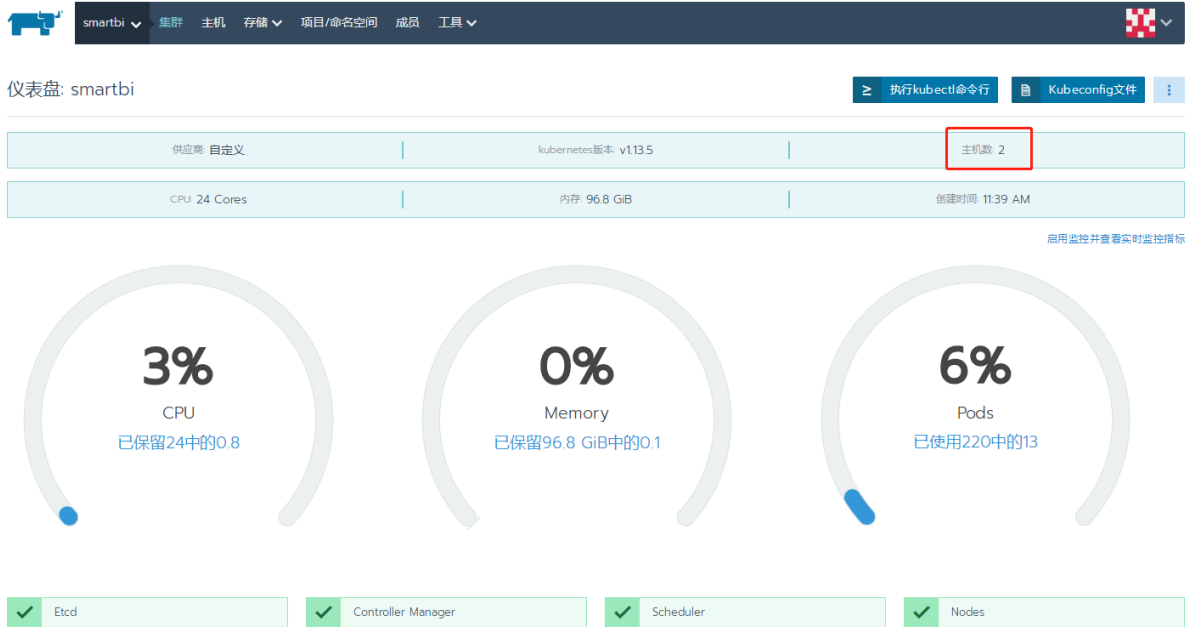 smartbi 集群 主机 存储 项目/命名空间 成员 工具
仪表盘: smartbi 执行kubectl命令行 Kubeconfig文件
供应商: 自定义 kubernetes版本: v1.13.5 主机数: 2
CPU: 24 Cores 内存: 96.8 GiB 创建时间: 11:39 AM
启用监控并查看实时监控指标
3% 0% 6%
CPU Memory Pods
已保留24中的0.8 已保留96.8 GiB中的0.1 已使用220中的13
Etcd Controller Manager Scheduler Nodes